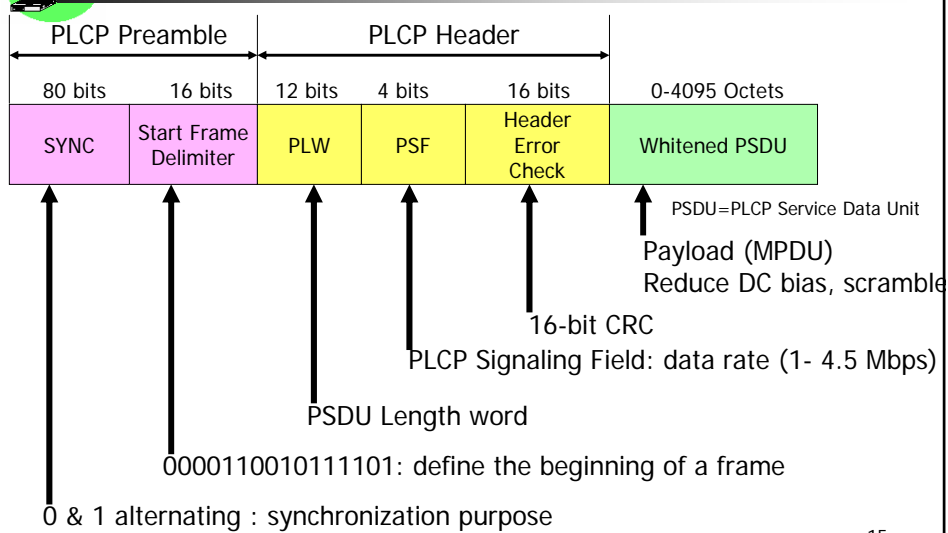 PLCP Preamble PLCP Header
80 bits 16 bits 12 bits 4 bits 16 bits 0-4095 Octets
SYNC
Start Frame
Delimiter
PLW
PSF
Header
Error
Check
Whitened PSDU
PSDU=PLCP Service Data Unit
Payload (MPDU)
Reduce DC bias, scramble
16-bit CRC
PLCP Signaling Field: data rate (1- 4.5 Mbps)
PSDU Length word
0000110010111101: define the beginning of a frame
0 & 1 alternating : synchronization purpose